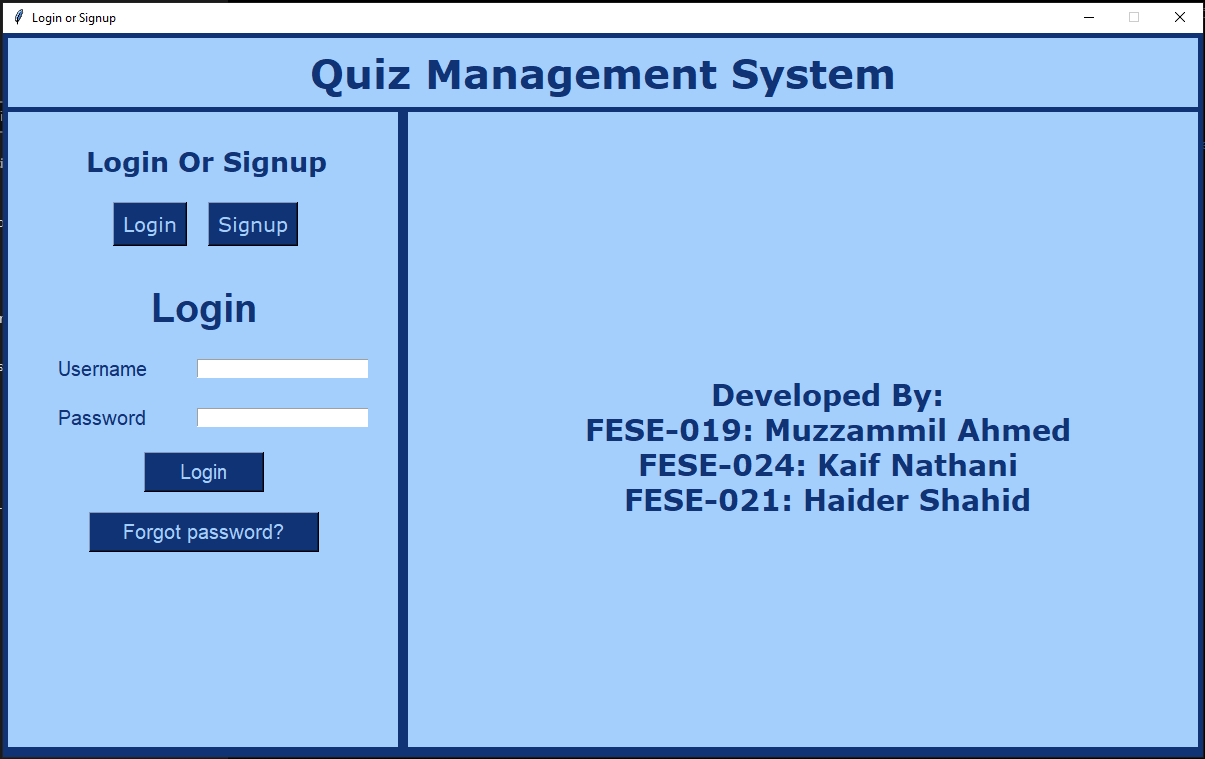 Login or Signup
Quiz Management System
Login Or Signup
Login Signup
Login
Username
Password
Login
Forgot password?
Developed By:
FESE-019: Muzzammil Ahmed
FESE-024: Kaif Nathani
FESE-021: Haider Shahid